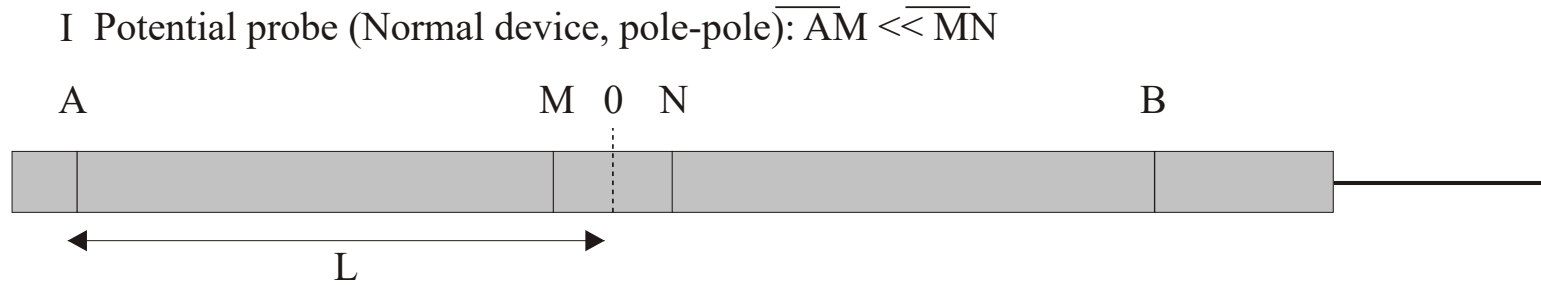 I Potential probe (Normal device, pole-pole): AM << MN
A M 0 N B
L